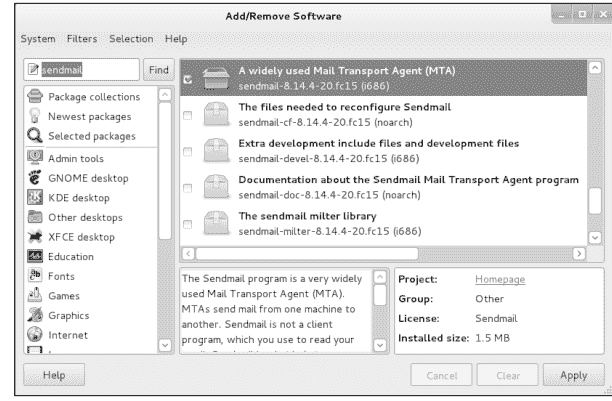 Add/Remove Software
System Filters Selection Help
sendmail Find
Package collections
Newest packages
Selected packages
Admin tools
GNOME desktop
KDE desktop
Other desktops
XFCE desktop
Education
Fonts
Games
Graphics
Internet
A widely used Mail Transport Agent (MTA)
sendmail-8.14.4-20.fc15 (i686)
The files needed to reconfigure Sendmail
sendmail-cf-8.14.4-20.fc15 (noarch)
Extra development include files and development files
sendmail-devel-8.14.4-20.fc15 (i686)
Documentation about the Sendmail Mail Transport Agent program
sendmail-doc-8.14.4-20.fc15 (noarch)
The sendmail milter library
sendmail-milter-8.14.4-20.fc15 (i686)
The Sendmail program is a very widely
used Mail Transport Agent (MTA).
MTAs send mail from one machine to
another. Sendmail is not a client
program, which you use to read your
Project: Homepage
Group: Other
License: Sendmail
Installed size: 1.5 MB
Help Cancel Clear Apply